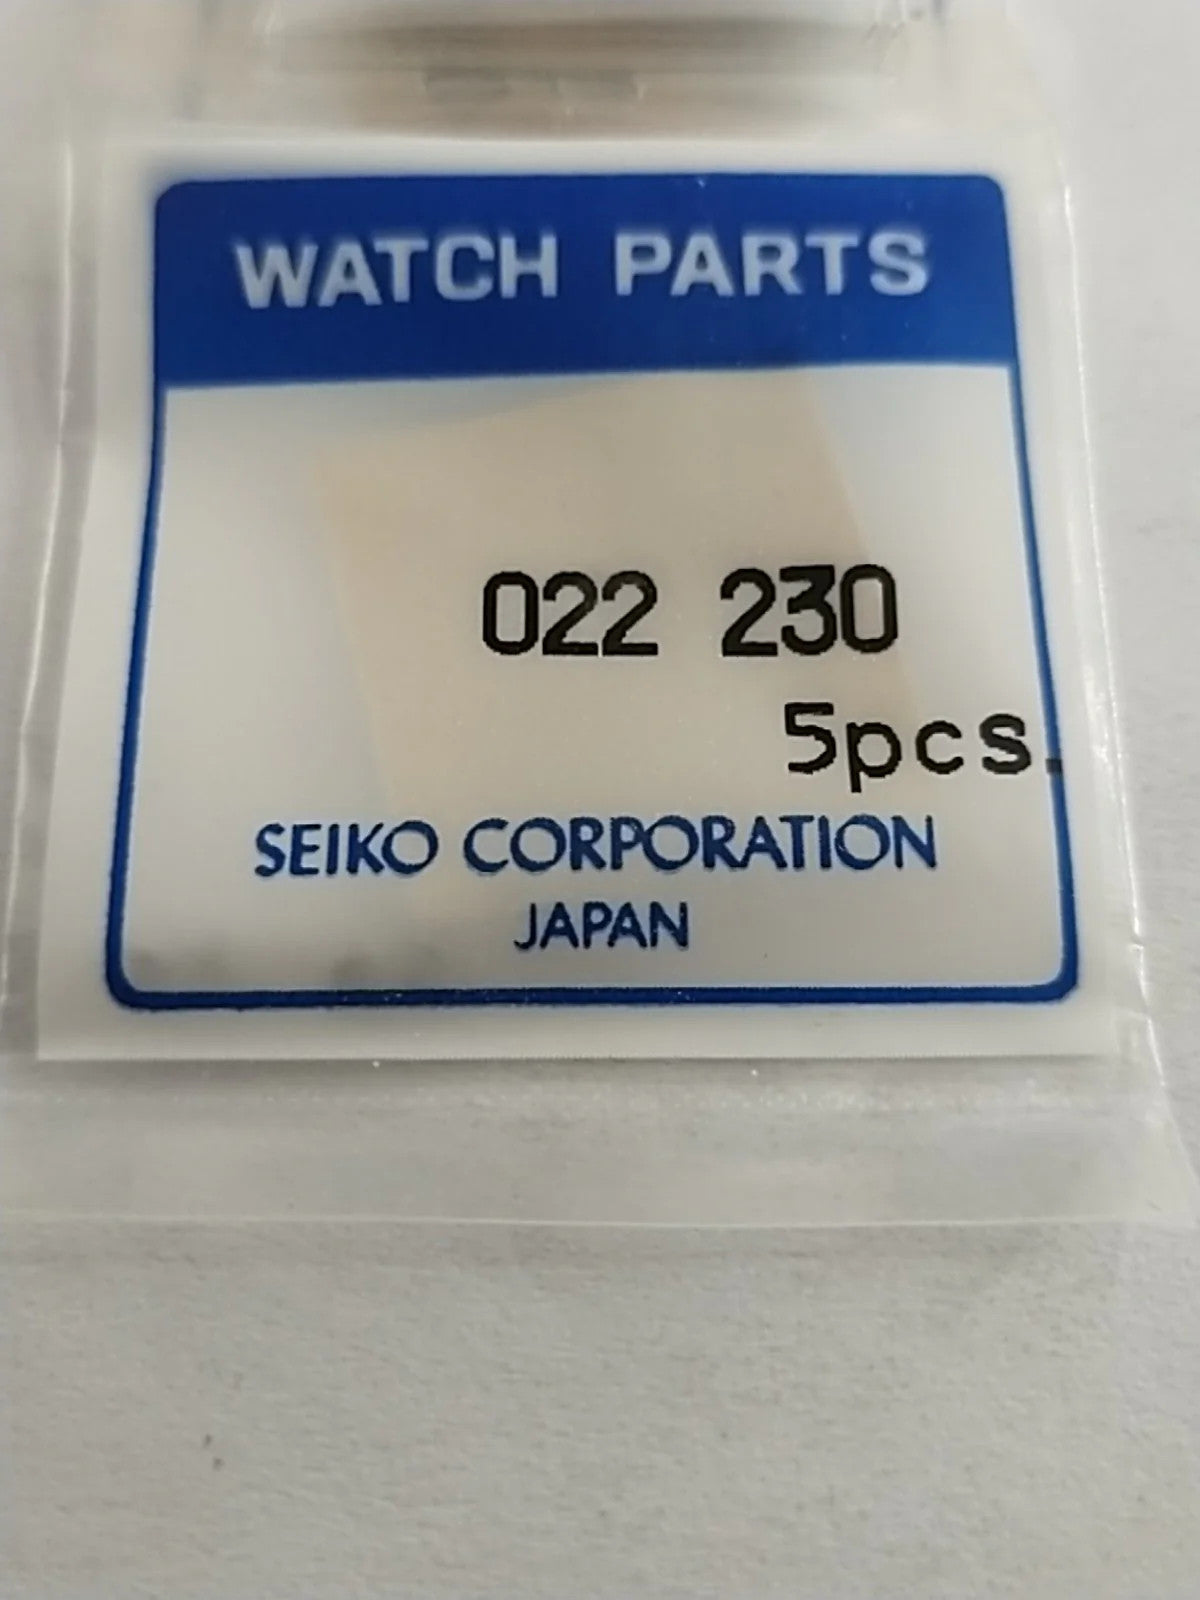 WATCH PARTS
022 230
5pcs.
SEIKO CORPORATION
JAPAN